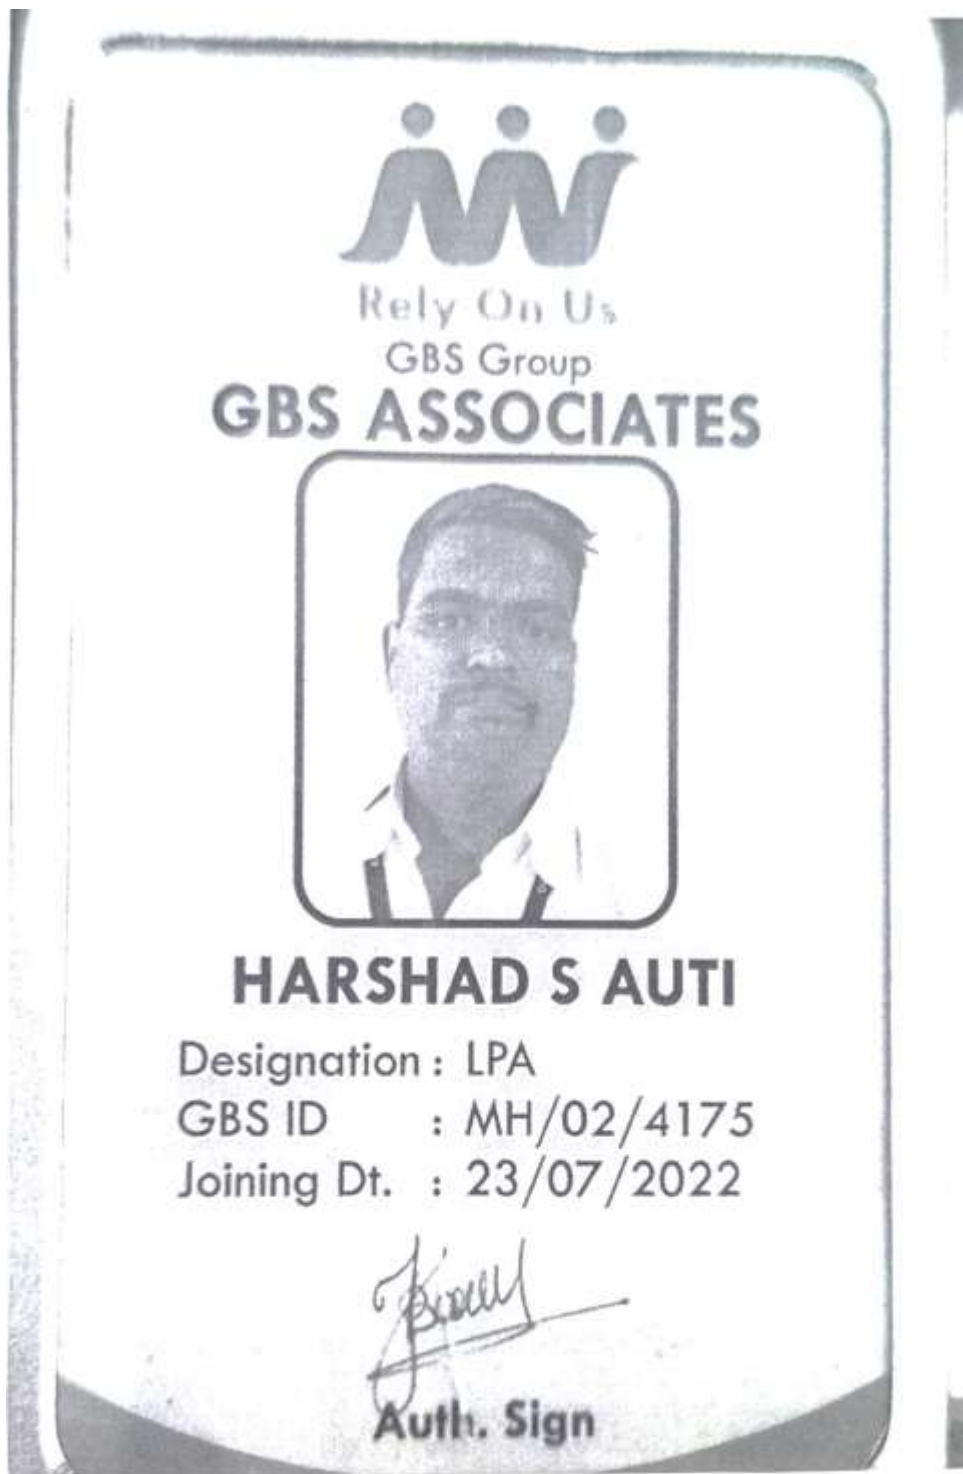 Rely On Us
GBS Group
GBS ASSOCIATES
HARSHAD S AUTI
Designation : LPA
GBS ID : MH/02/4175
Joining Dt. : 23/07/2022
Auth. Sign